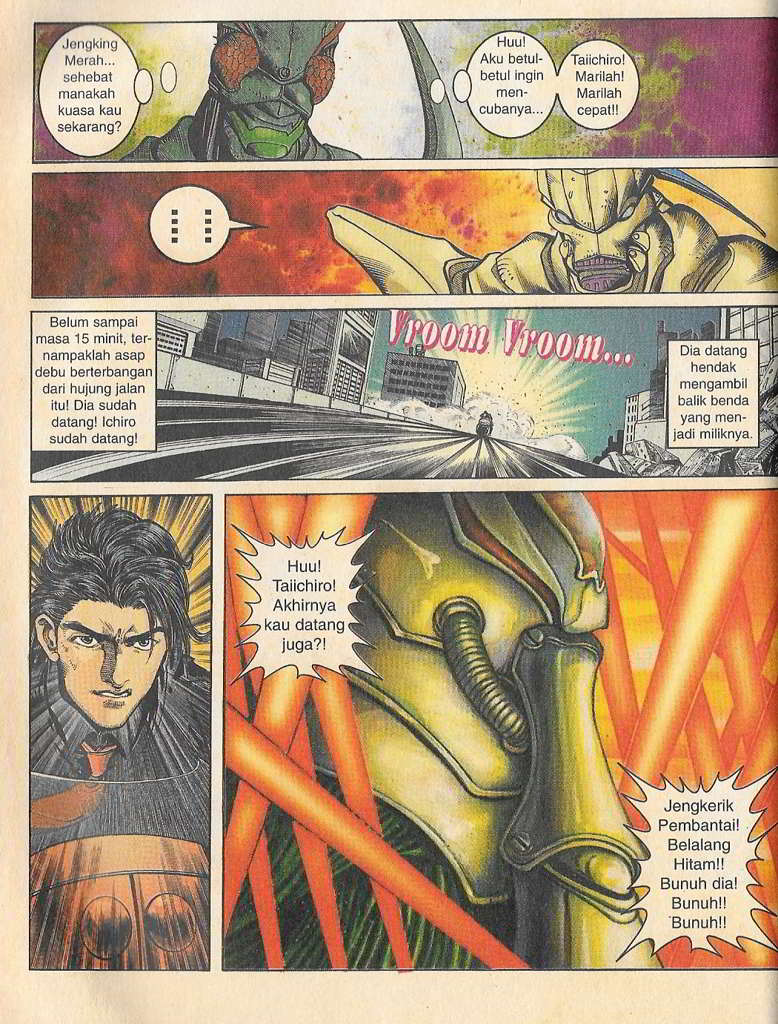 Jengking
Merah...
sehebat
manakah
kuasa kau
sekarang?
Huu!
Aku betul-
betul ingin
men-
cubanya...
Taiichiro!
Marilah!
Marilah
cepat!!
Belum sampai
masa 15 minit, ter-
nampaklah asap
debu berterbangan
dari hujung jalan
itu! Dia sudah
datang! Ichiro
sudah datang!
Vroom Vroom...
Dia datang
hendak
mengambil
balik benda
yang men-
jadi miliknya.
Huu!
Taiichiro!
Akhirnya
kau datang
juga?!
Jengkerik
Pembantai!
Belalang
Hitam!!
Bunuh dia!
Bunuh!!
Bunuh!!